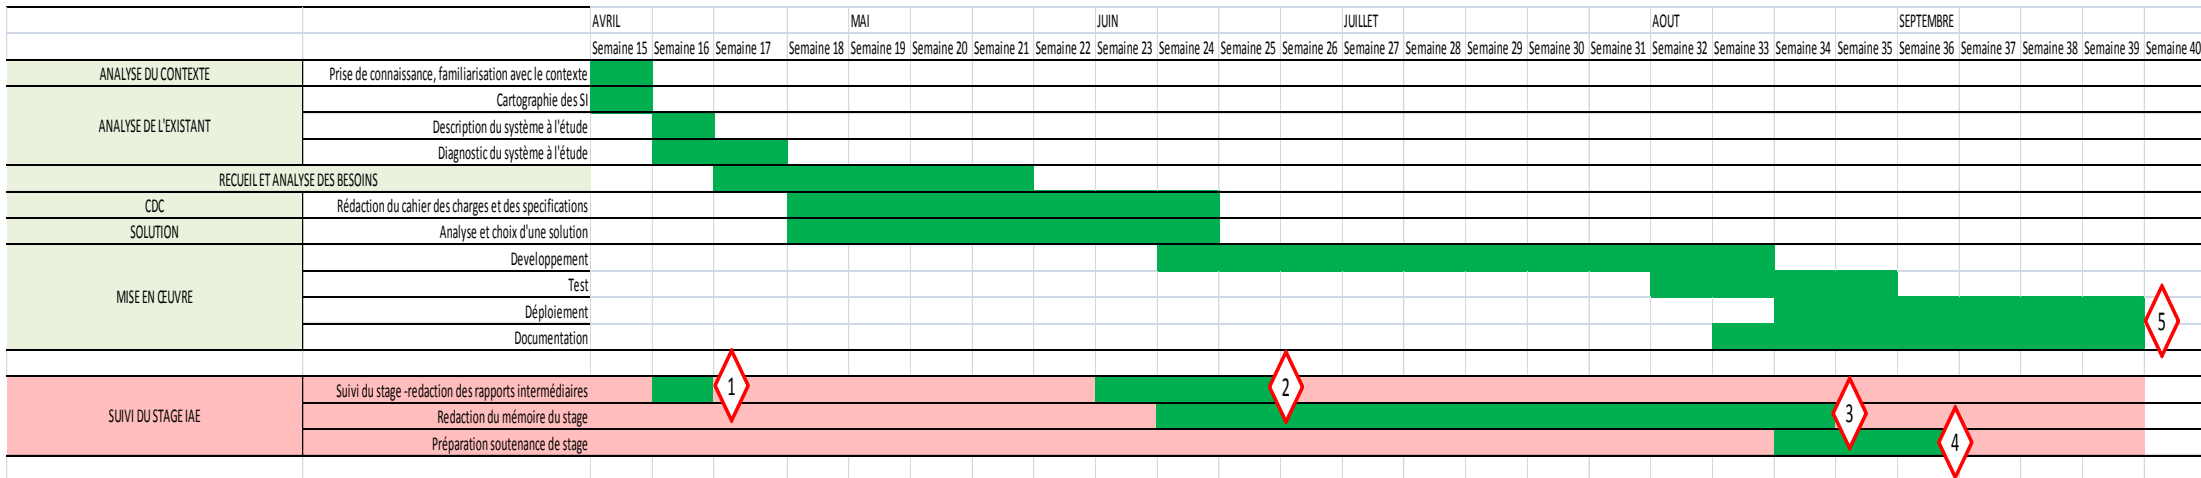 AVRIL MAI JUIN JUILLET AOUT SEPTEMBRE
Semaine 15 Semaine 16 Semaine 17 Semaine 18 Semaine 19 Semaine 20 Semaine 21 Semaine 22 Semaine 23 Semaine 24 Semaine 25 Semaine 26 Semaine 27 Semaine 28 Semaine 29 Semaine 30 Semaine 31 Semaine 32 Semaine 33 Semaine 34 Semaine 35 Semaine 36 Semaine 37 Semaine 38 Semaine 39 Semaine 40
ANALYSE DU CONTEXTE Prise de connaissance, familiarisation avec le contexte
Cartographie des SI
ANALYSE DE L'EXISTANT Description du système à l'étude
Diagnostic du système à l'étude
RECUEIL ET ANALYSE DES BESOINS
CDC Rédaction du cahier des charges et des specifications
SOLUTION Analyse et choix d'une solution
Developpement
MISE EN ŒUVRE Test
Déploiement
5
Documentation
Suivi du stage -redaction des rapports intermédiaires 1 2
SUIVI DU STAGE IAE Redaction du mémoire du stage 3
Préparation soutenance de stage 4